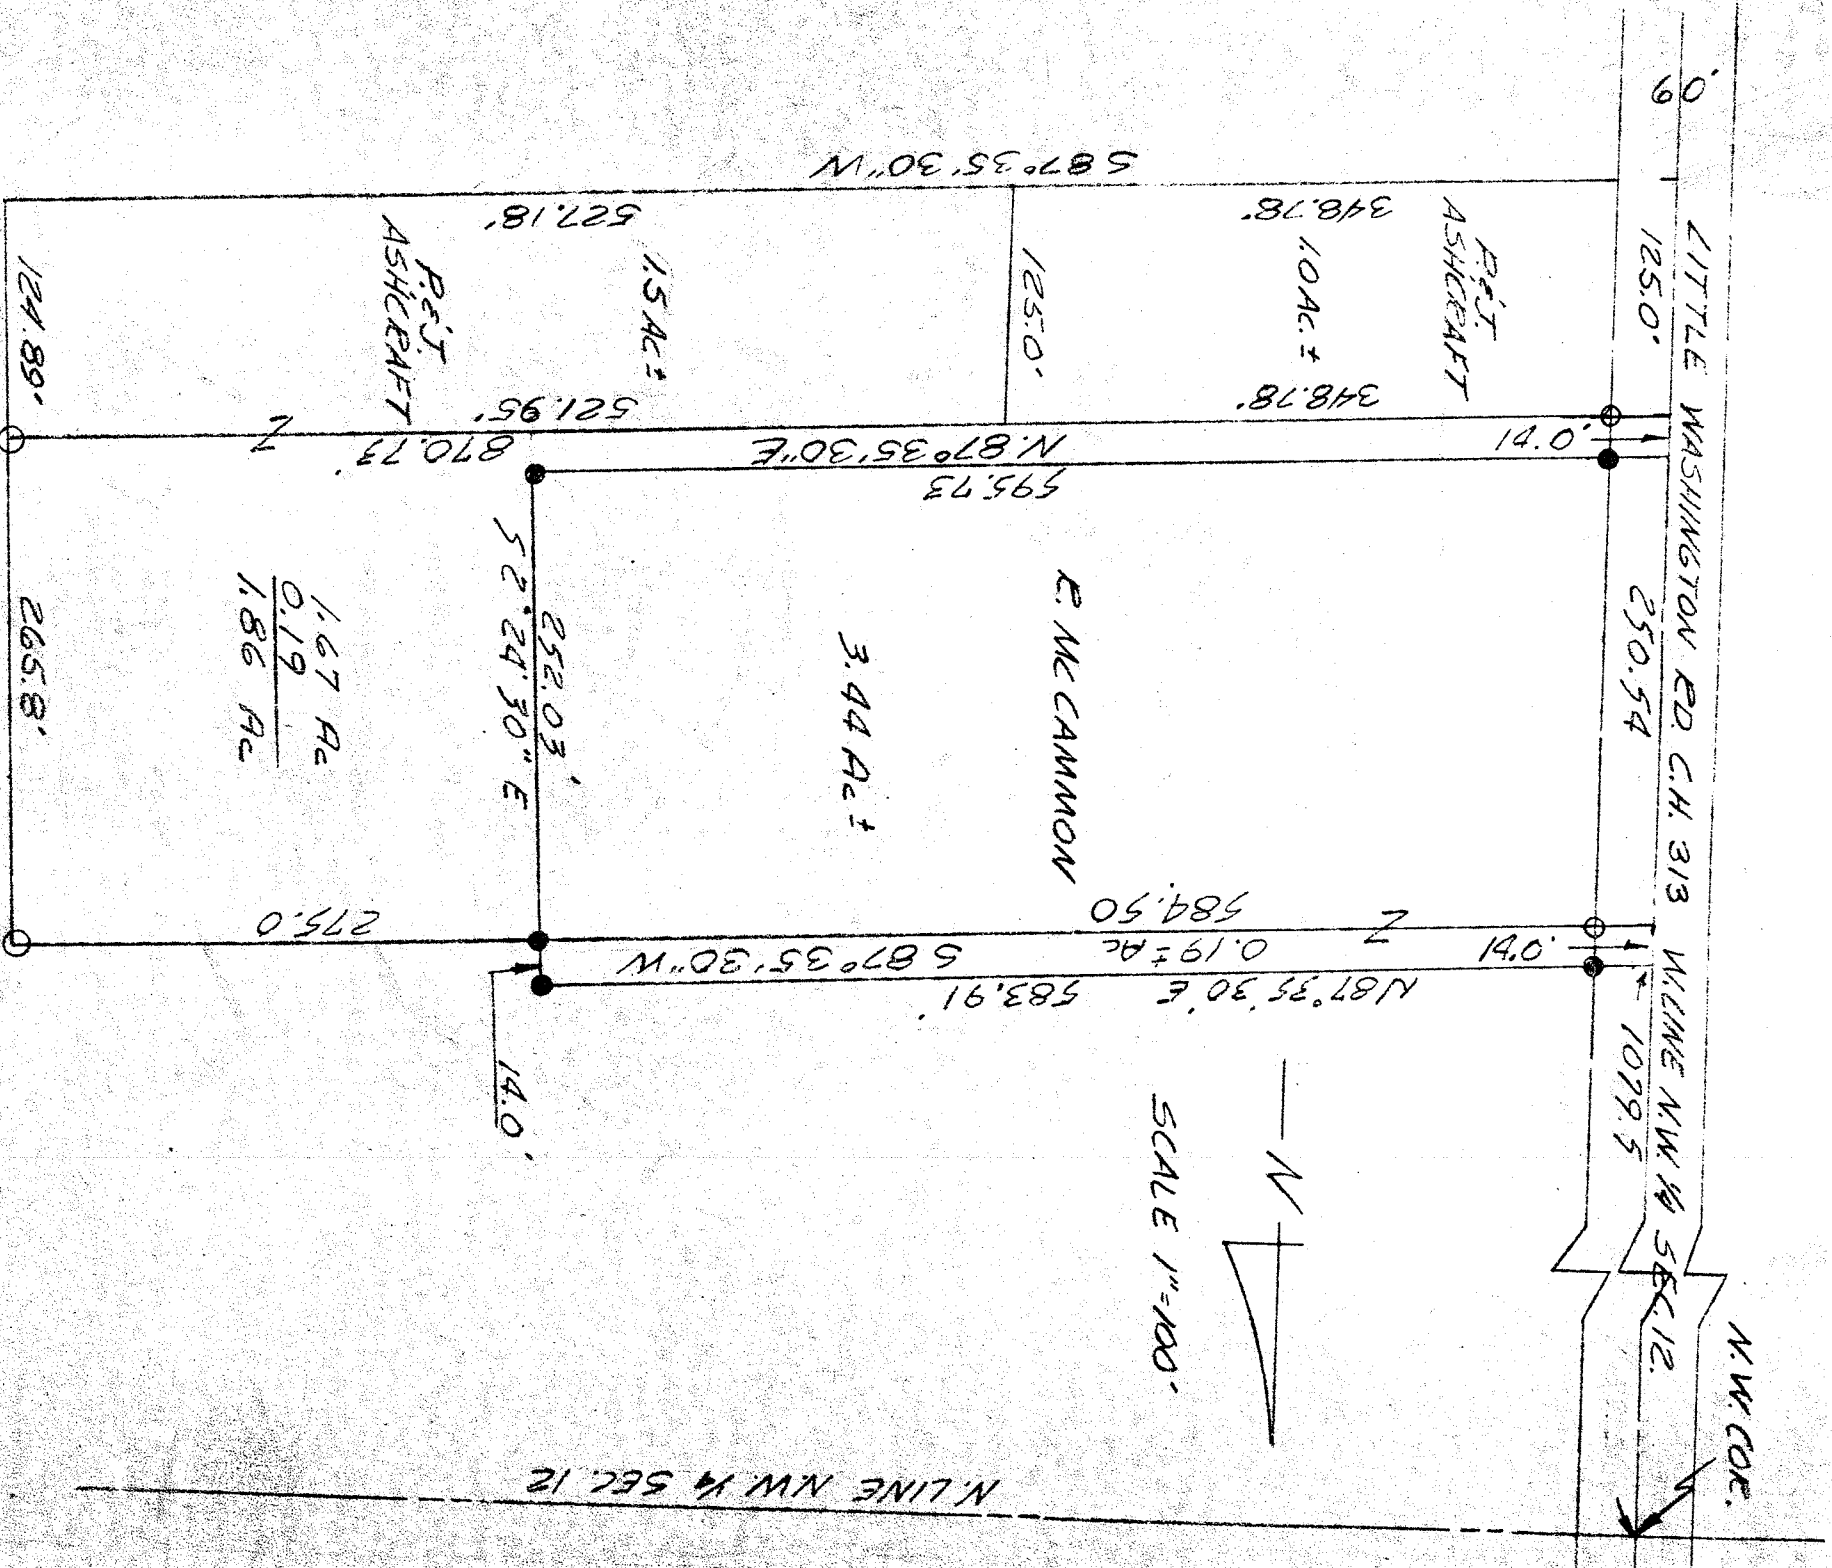 60'
S 87° 35' 30" W
527.18'
348.78'
P. & J.
ASHCRAFT
1.5 Ac ±
125.0'
1.0 Ac. ±
P. & J.
ASHCRAFT
125.0'
124.89'
521.95'
348.78'
870.73'
N. 87° 35' 30" E
14.0'
595.73
LITTLE WASHINGTON RD. C.H. 313 W. LINE N.W. 1/4 SEC. 12.
265.8'
1.67 Ac
0.19
1.86 Ac
252.03'
S 2° 24' 30" E
R. McCAMMON
3.44 Ac ±
250.54
275.0
584.50
S 87° 35' 30" W
0.19 ± Ac
14.0'
N 87° 35' 30" E
583.91'
14.0'
1079.5
N
SCALE 1"=100'
N.W. COR.
N. LINE N.W. 1/4 SEC. 12